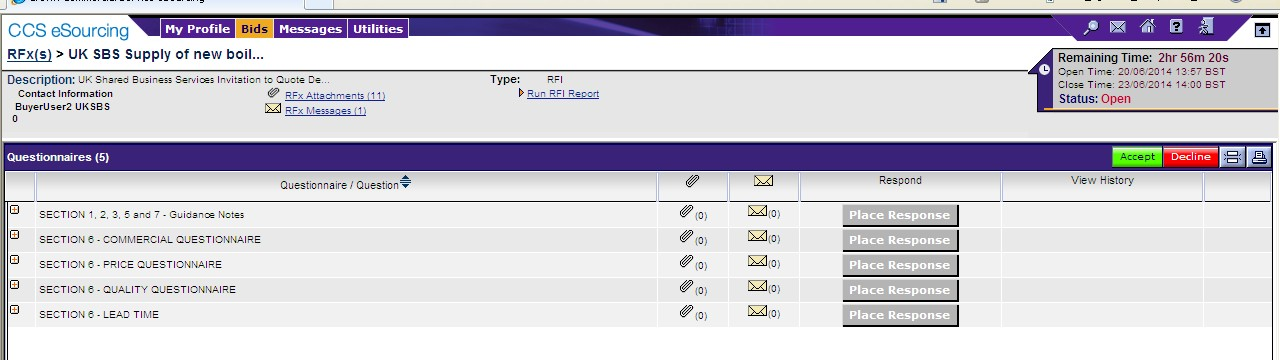 CCS eSourcing
My Profile Bids Messages Utilities
RFx(s) > UK SBS Supply of new boil...
Remaining Time: 2hr 56m 20s
Open Time: 20/06/2014 13:57 BST
Close Time: 23/06/2014 14:00 BST
Status: Open
Description: UK Shared Business Services Invitation to Quote De...
Type: RFI
Contact Information
RFx Attachments (11)
Run RFI Report
BuyerUser2 UKSBS
RFx Messages (1)
0
Questionnaires (5)
Accept Decline
Questionnaire / Question Respond View History
SECTION 1, 2, 3, 5 and 7 - Guidance Notes (0) (0) Place Response
SECTION 6 - COMMERCIAL QUESTIONNAIRE (0) (0) Place Response
SECTION 6 - PRICE QUESTIONNAIRE (0) (0) Place Response
SECTION 6 - QUALITY QUESTIONNAIRE (0) (0) Place Response
SECTION 6 - LEAD TIME (0) (0) Place Response